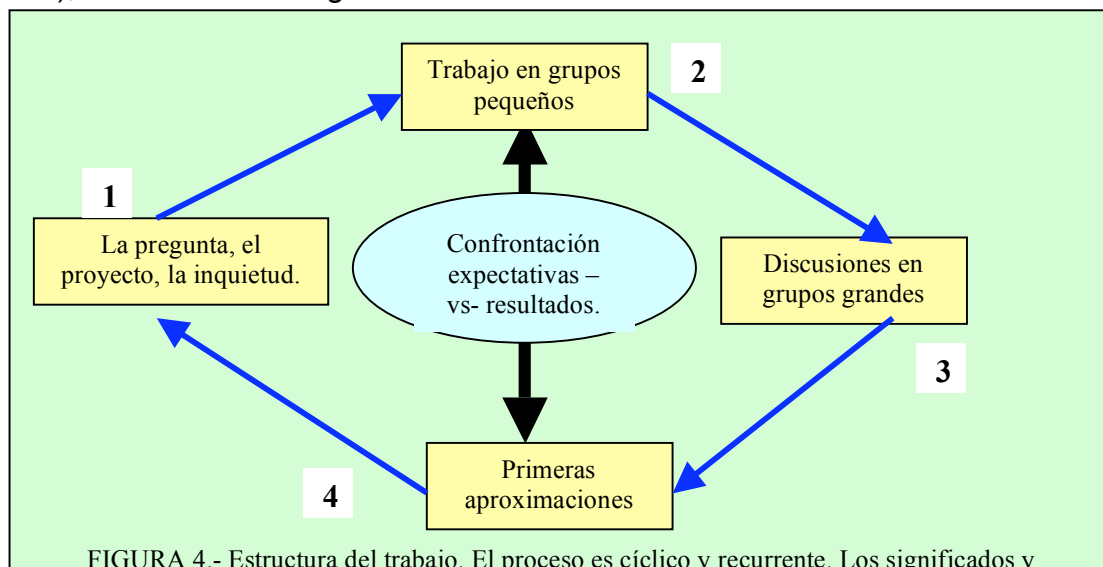 Trabajo en grupos
pequeños
2
1
La pregunta, el
proyecto, la inquietud.
Confrontación
expectativas –
vs- resultados.
Discusiones en
grupos grandes
3
Primeras
aproximaciones
4
FIGURA 4.- Estructura del trabajo. El proceso es cíclico y recurrente. Los significados y